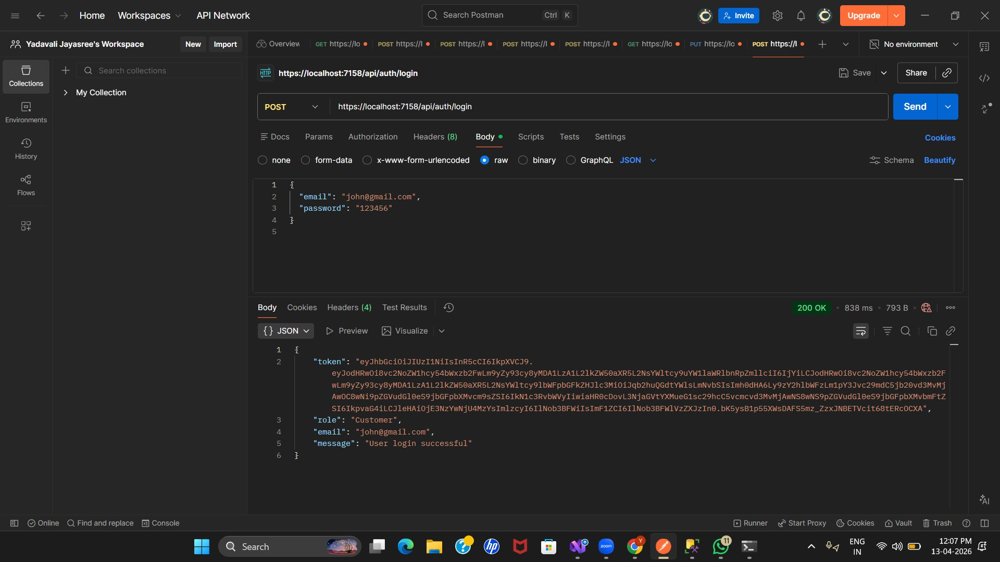 Home Workspaces API Network Search Postman Ctrl K Invite Upgrade
Yadavali Jayasree's Workspace New Import
Overview GET https://lo POST https://l POST https://l POST https://l POST https://l GET https://lo PUT https://lo POST https://l No environment
Collections
Environments
History
Flows
Search collections
My Collection
HTTP https://localhost:7158/api/auth/login Save Share
POST https://localhost:7158/api/auth/login Send
Docs Params Authorization Headers (8) Body Scripts Tests Settings Cookies
none form-data x-www-form-urlencoded raw binary GraphQL JSON Schema Beautify
1 {
2 "email": "john@gmail.com",
3 "password": "123456"
4 }
5
Body Cookies Headers (4) Test Results 200 OK 838 ms 793 B
{} JSON Preview Visualize
1 {
2 "token": "eyJhbGciOiJIUzI1NiIsInR5cCI6IkpXVCJ9.
eyJodHRwOi8vc2NoZW1hcy54bWxzb2FwLm9yZy93cy8yMDA1LzA1L2lkZW50aXR5L2NsYWltcy9uYW1laWRlbnRpZmllciI6IjYiLCJodHRwOi8vc2NoZW1hcy54bWxzb2F
wLm9yZy93cy8yMDA1LzA1L2lkZW50aXR5L2NsYWltcy9lbWFpbGFkZHJlc3MiOiJqb2huQGdtYWlsLmNvbSIsImh0dHA6Ly9zY2hlbWFzLm1pY3Jvc29mdC5jb20vd3MvMj
AwOC8wNi9pZGVudGl0eS9jbGFpbXMvcm9sZSI6IkN1c3RvbWVyIiwiaHR0cDovL3NjaGVtYXMueG1sc29hcC5vcmcvd3MvMjAwNS8wNS9pZGVudGl0eS9jbGFpbXMvbmFtZ
SI6IkpvaG4iLCJleHAiOjE3NzYwNjU4MzYsImlzcyI6IlNob3BFWiIsImF1ZCI6IlNob3BFWlVzZXJzIn0.bK5ysB1p55XWsDAFS5mz_ZzxJNBETVcit68tERcOCXA",
3 "role": "Customer",
4 "email": "john@gmail.com",
5 "message": "User login successful"
6 }
AI
Online Find and replace Console Runner Start Proxy Cookies Vault Trash
Search hp zoom Y 11 ENG IN 12:07 PM
13-04-2026